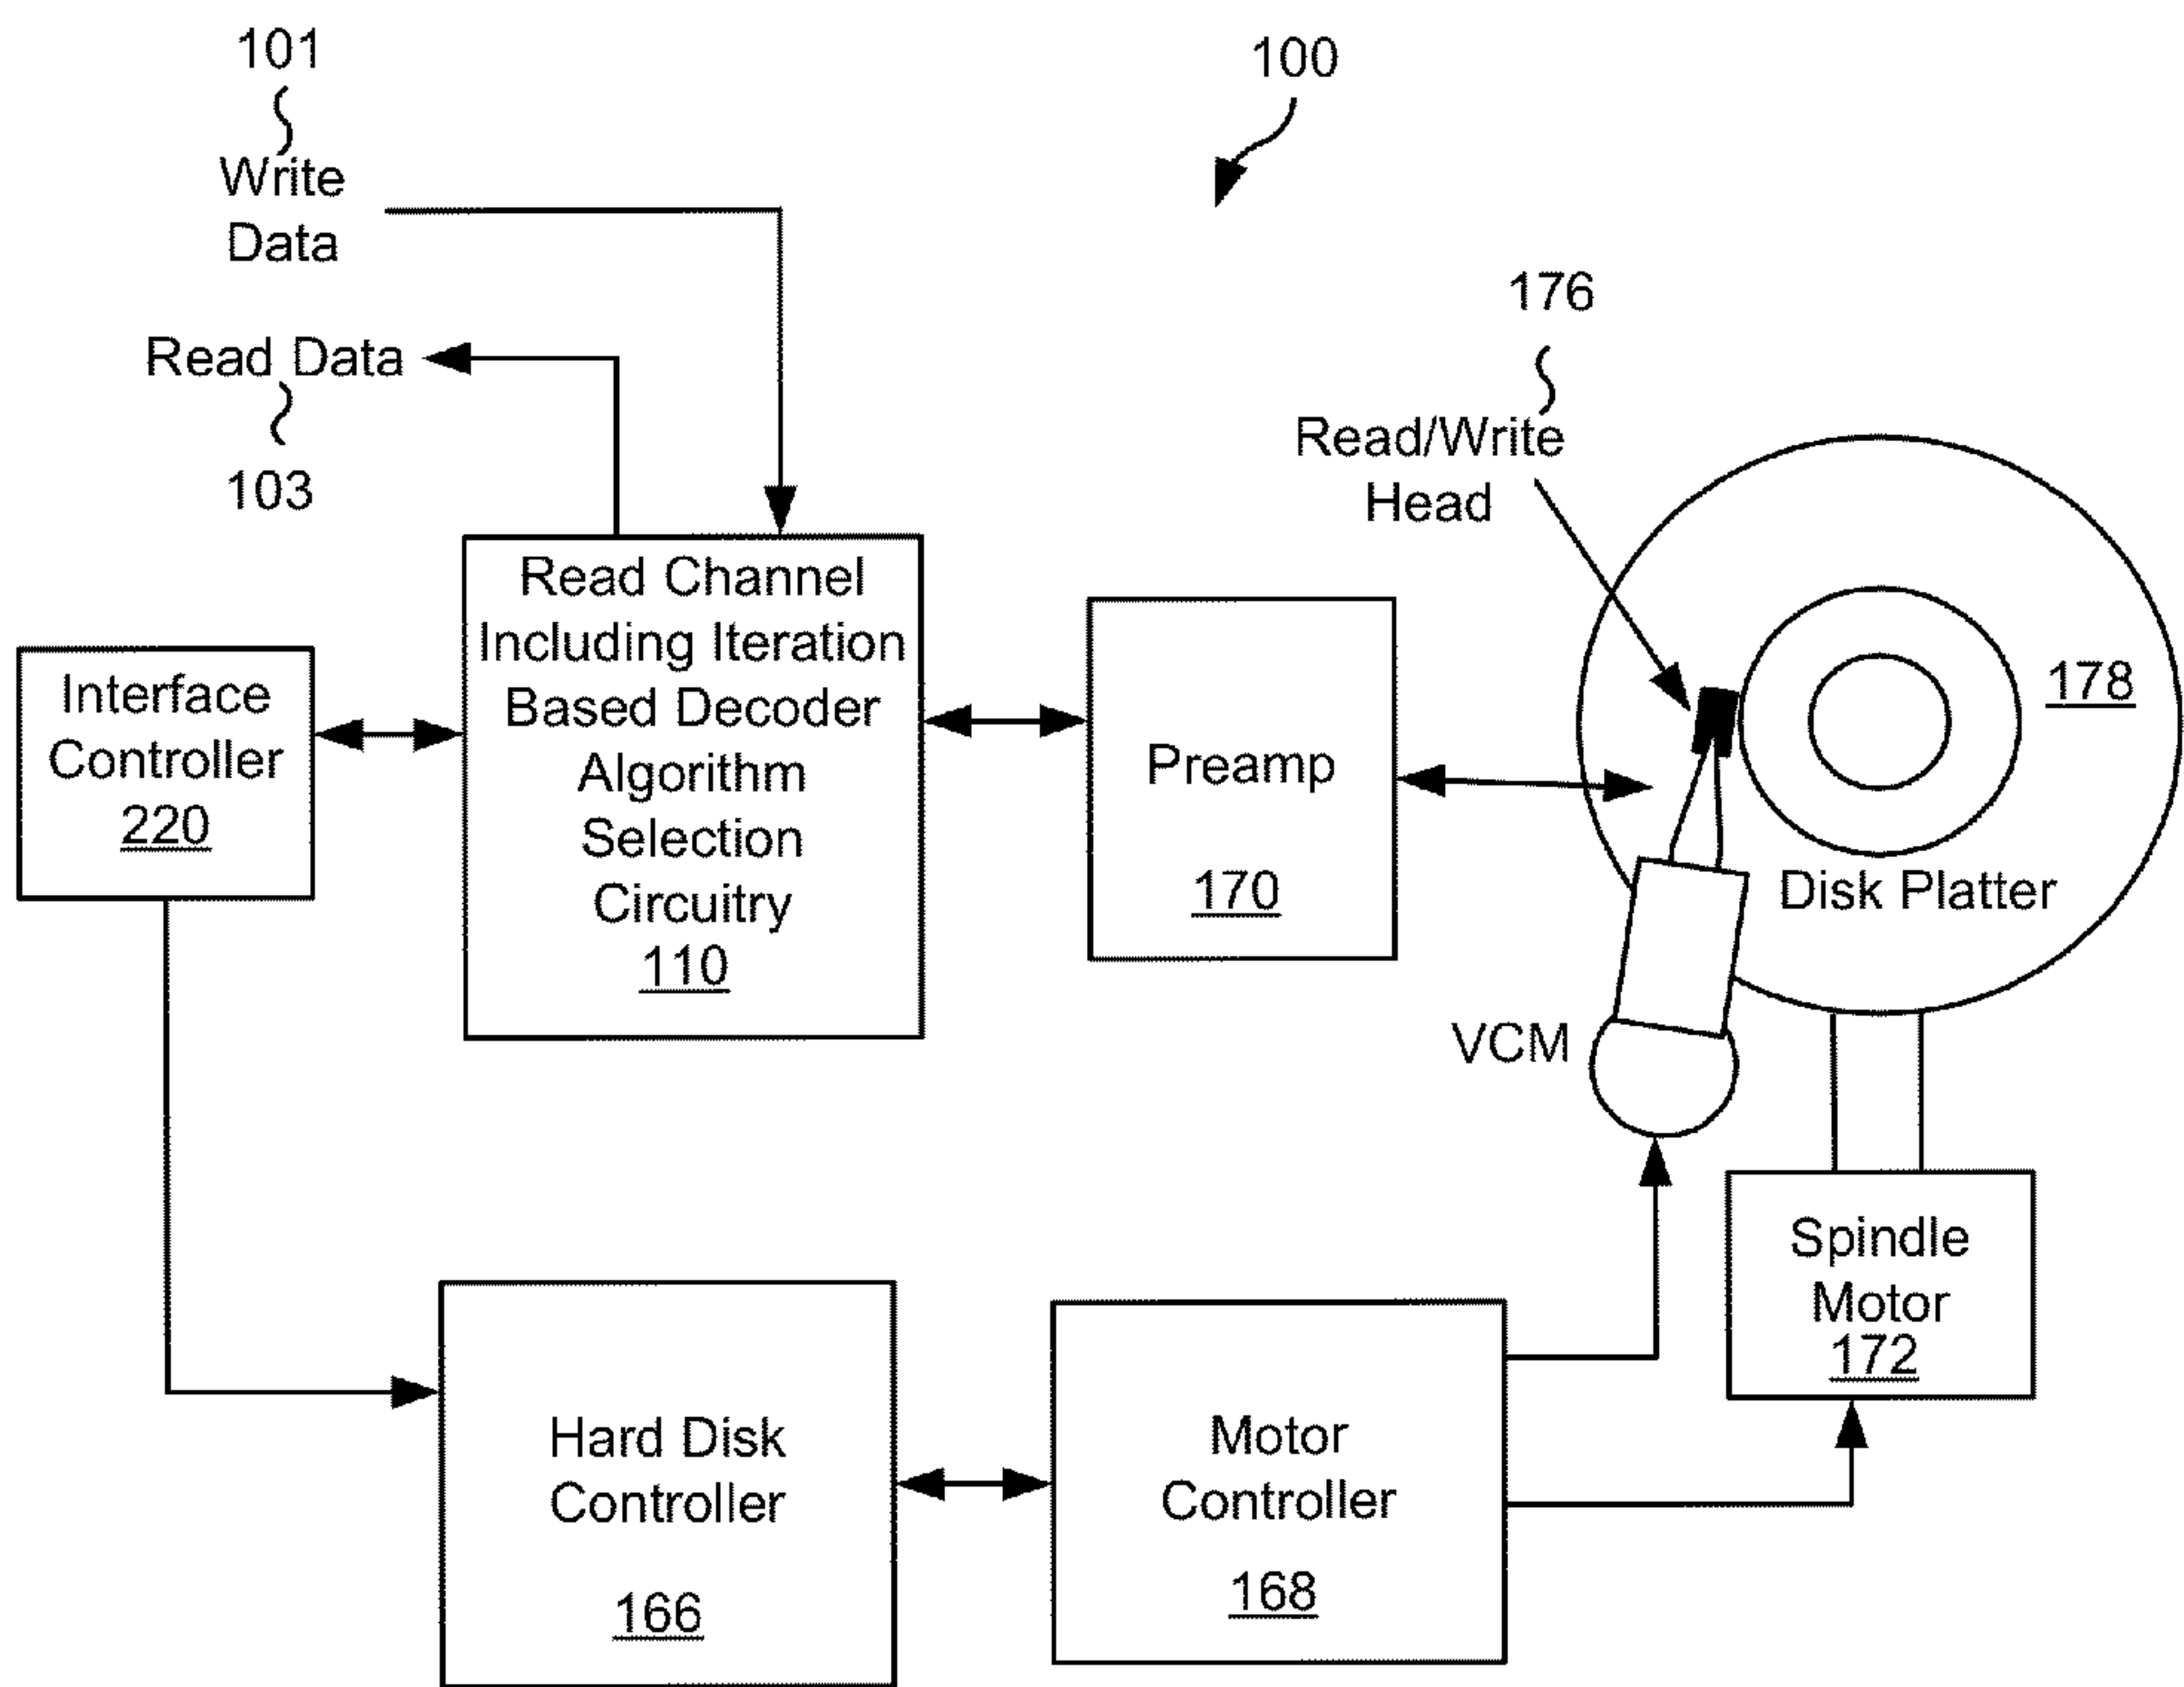 101
Write
Data
100
Read Data
103
176
Read/Write
Head
Interface
Controller
220
Read Channel
Including Iteration
Based Decoder
Algorithm
Selection
Circuitry
110
Preamp
170
178
Disk Platter
VCM
Spindle
Motor
172
Hard Disk
Controller
166
Motor
Controller
168